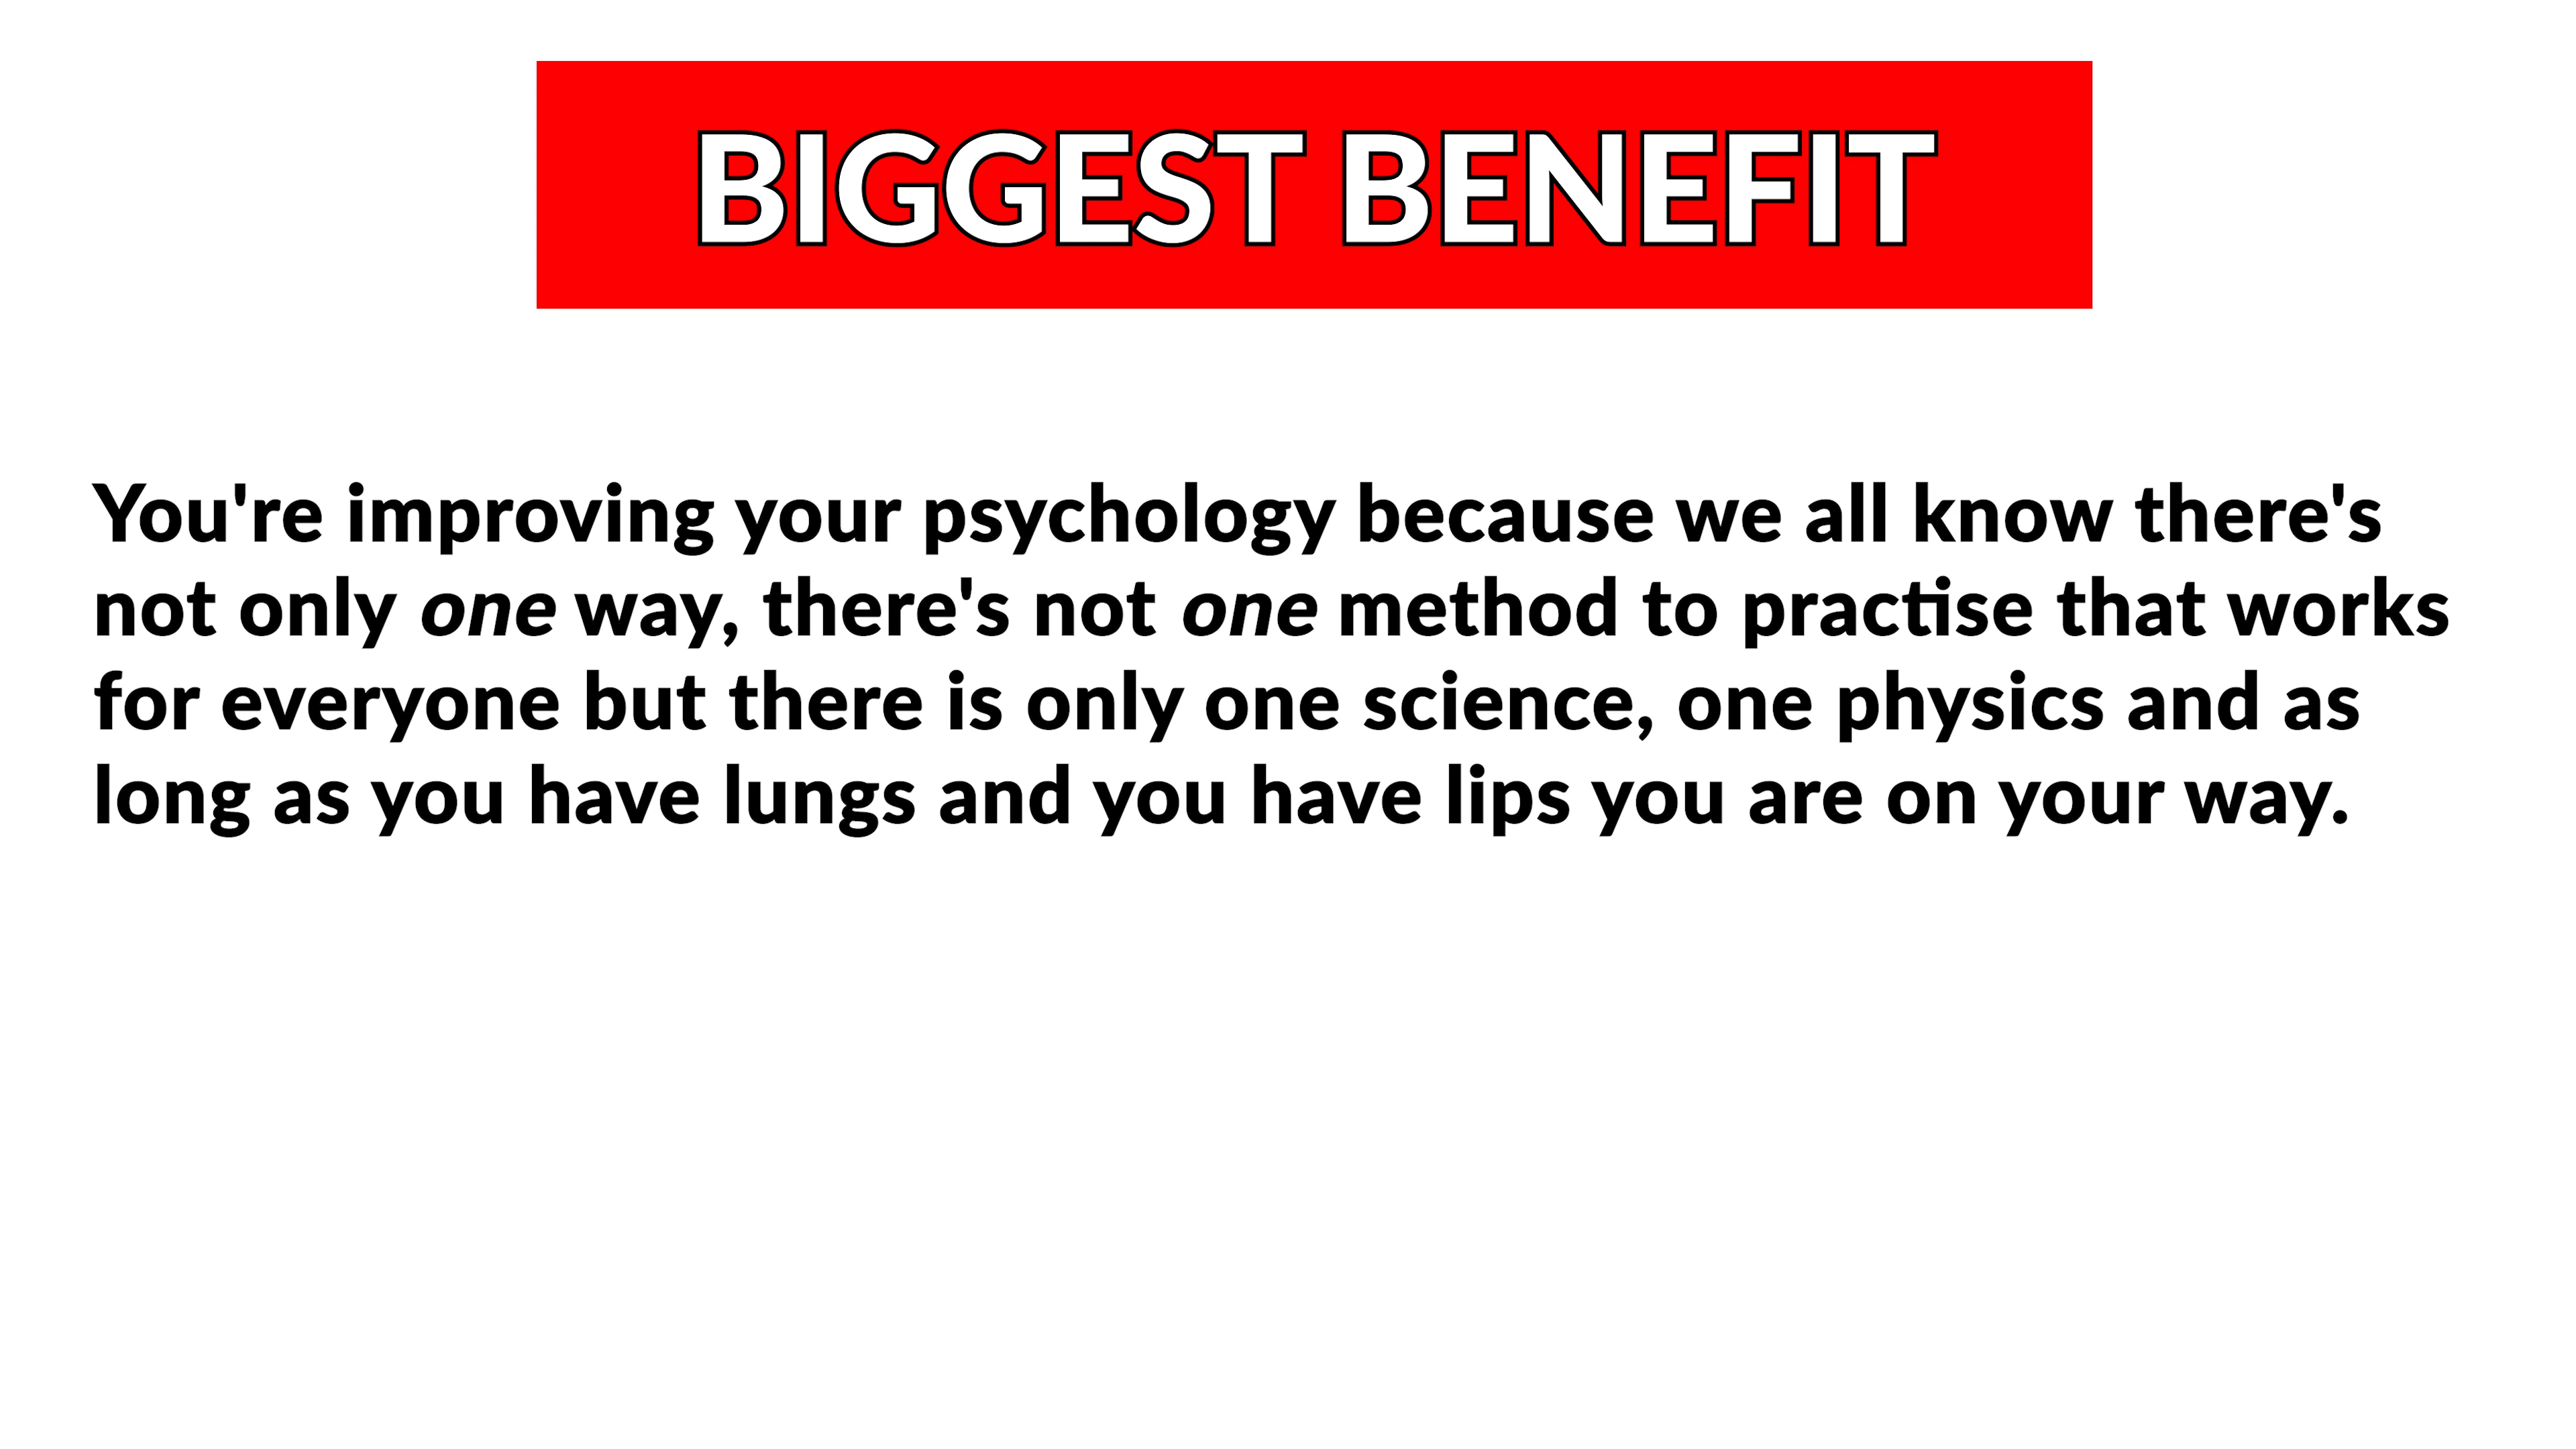 BIGGEST BENEFIT
You're improving your psychology because we all know there's
not only one way, there's not one method to practise that works
for everyone but there is only one science, one physics and as
long as you have lungs and you have lips you are on your way.